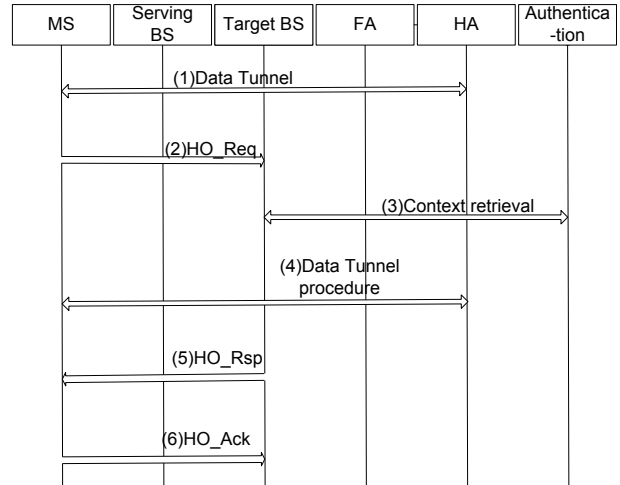 MS
Serving
BS
Target BS
FA
HA
Authentica
-tion
(1)Data Tunnel
(2)HO_Req
(3)Context retrieval
(4)Data Tunnel
procedure
(5)HO_Rsp
(6)HO_Ack